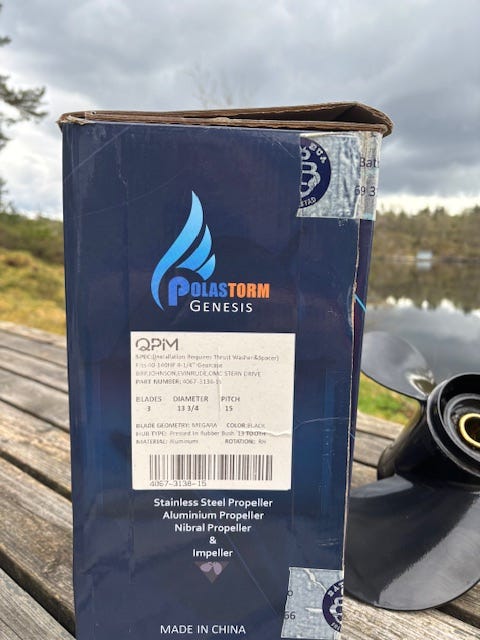 POLASTORM
GENESIS
QPiM
SPEC:(Installation Requires Thrust Washer&Spacer)
Fits:40-140HP 4-1/4" Gearcase
BRP,JOHNSON,EVINRUDE,OMC STERN DRIVE
PART NUMBER: 4067-3138-15
BLADES DIAMETER PITCH
3 13 3/4 15
BLADE GEOMETRY: MEGARA COLOR:BLACK
HUB TYPE: Pressed In Rubber Bush 13 TOOTH
MATERIAL: Aluminum ROTATION: RH
4067-3138-15
Stainless Steel Propeller
Aluminium Propeller
Nibral Propeller
&
Impeller
MADE IN CHINA